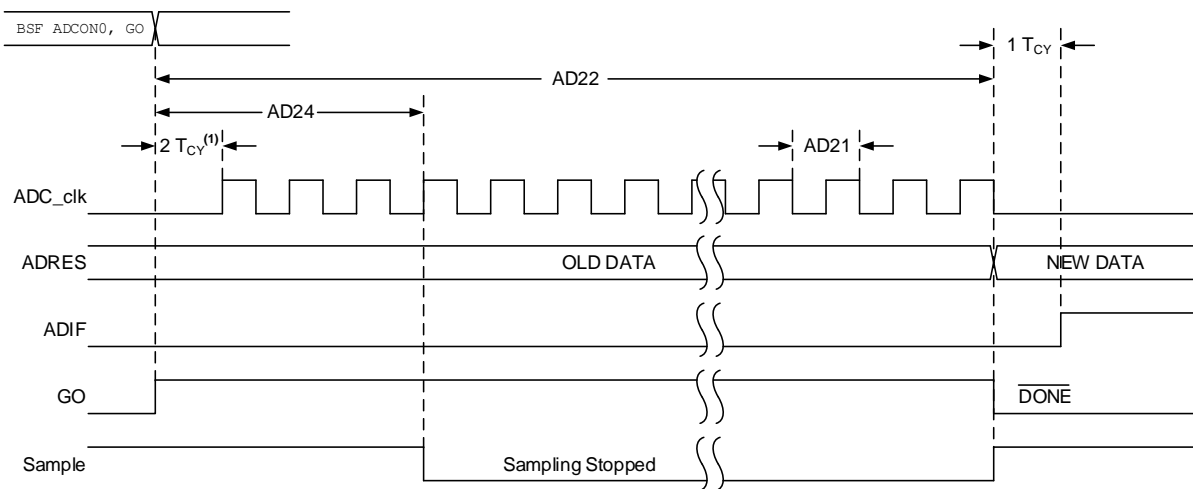 BSF ADCON0, GO
1 TCY
AD22
AD24
2 TCY(1)
AD21
ADC_clk
ADRES
OLD DATA
NEW DATA
ADIF
GO
DONE
Sample
Sampling Stopped